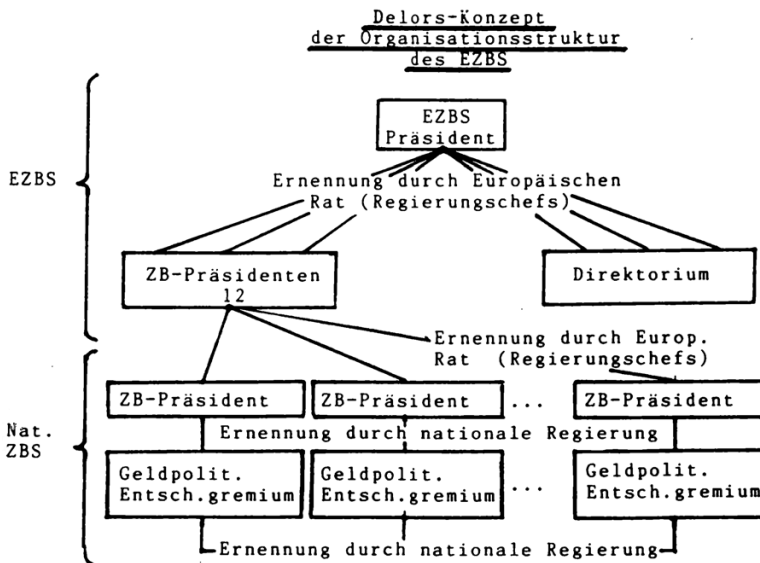 Delors-Konzept
der Organisationsstruktur
des EZBS
EZBS
Präsident
EZBS
Ernennung durch Europäischen
Rat (Regierungschefs)
ZB-Präsidenten
12
Direktorium
Ernennung durch Europ.
Rat (Regierungschefs)
ZB-Präsident
ZB-Präsident
...
ZB-Präsident
Nat.
ZBS
Ernennung durch nationale Regierung
Geldpolit.
Entsch.gremium
Geldpolit.
Entsch.gremium
...
Geldpolit.
Entsch.gremium
Ernennung durch nationale Regierung